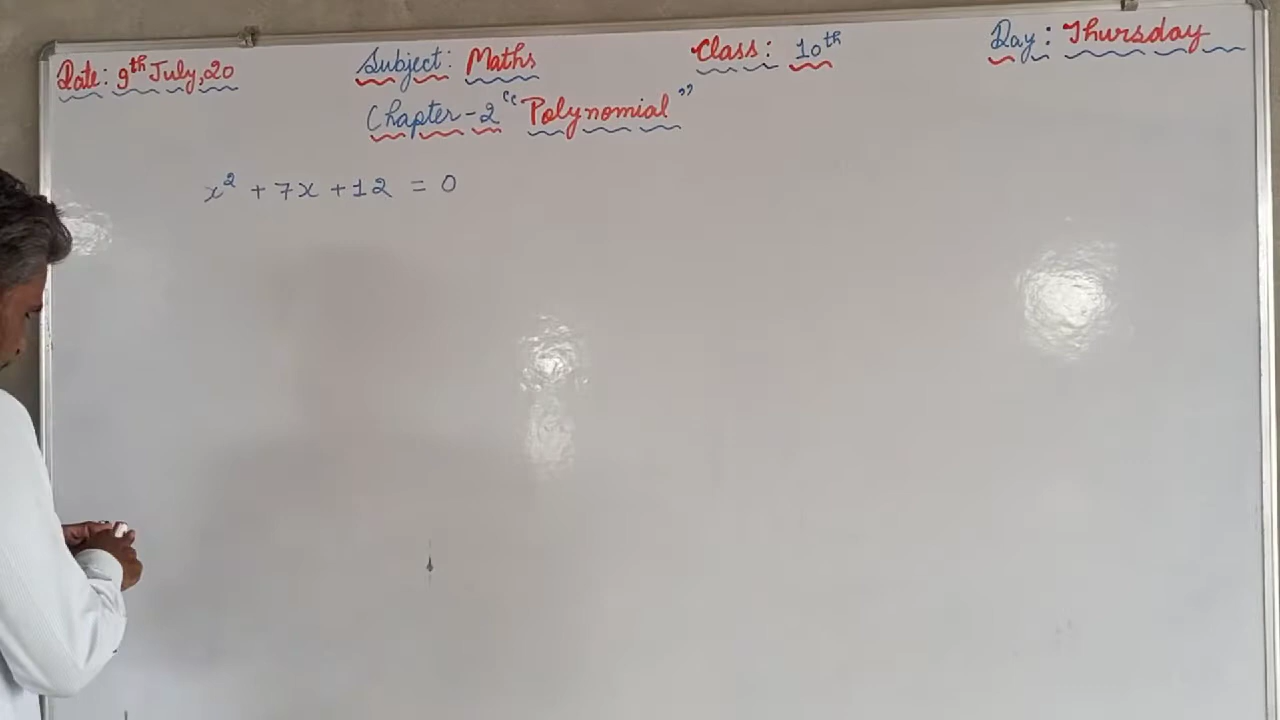 Date: 9th July,20 Subject: Maths Class: 10th Day: Thursday
Chapter-2 "Polynomial"
x² + 7x + 12 = 0